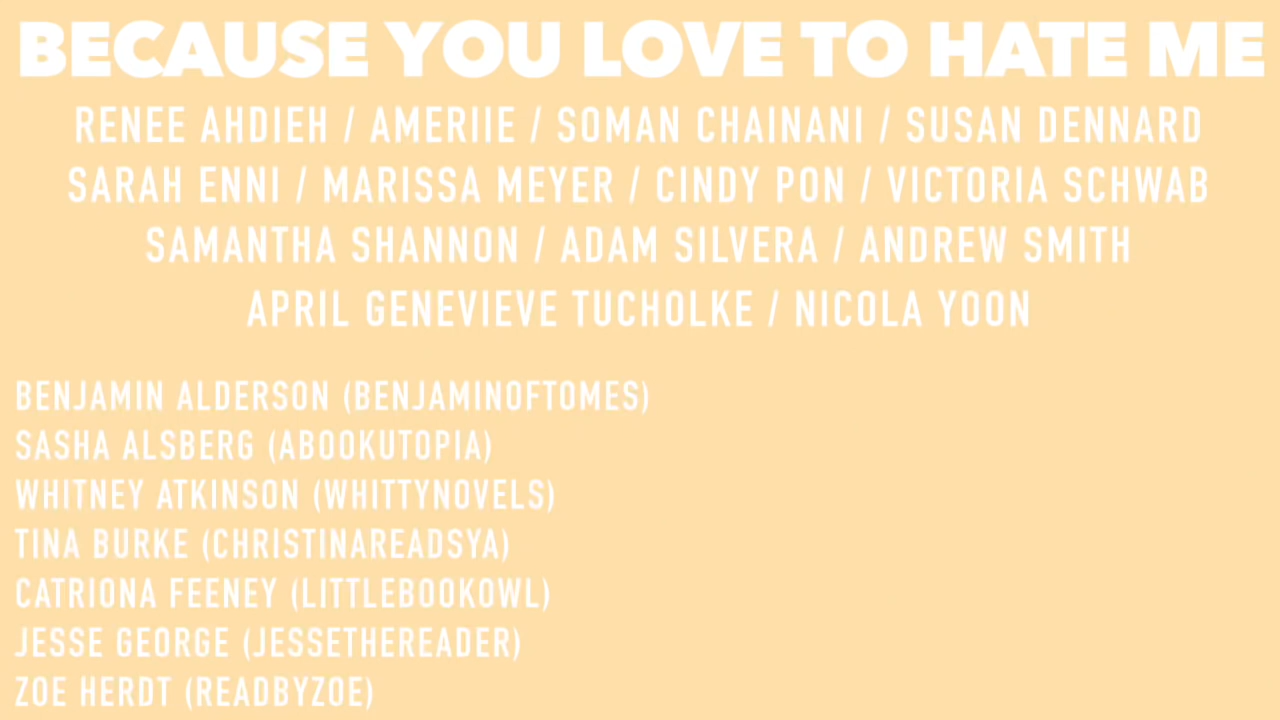 BECAUSE YOU LOVE TO HATE ME
RENEE AHDIEH / AMERIIE / SOMAN CHAINANI / SUSAN DENNARD
SARAH ENNI / MARISSA MEYER / CINDY PON / VICTORIA SCHWAB
SAMANTHA SHANNON / ADAM SILVERA / ANDREW SMITH
APRIL GENEVIEVE TUCHOLKE / NICOLA YOON
BENJAMIN ALDERSON (BENJAMINOFTOMES)
SASHA ALSBERG (ABOOKUTOPIA)
WHITNEY ATKINSON (WHITTYNOVELS)
TINA BURKE (CHRISTINAREADSYA)
CATRIONA FEENEY (LITTLEBOOKOWL)
JESSE GEORGE (JESSETHEREADER)
ZOE HERDT (READBYZOE)